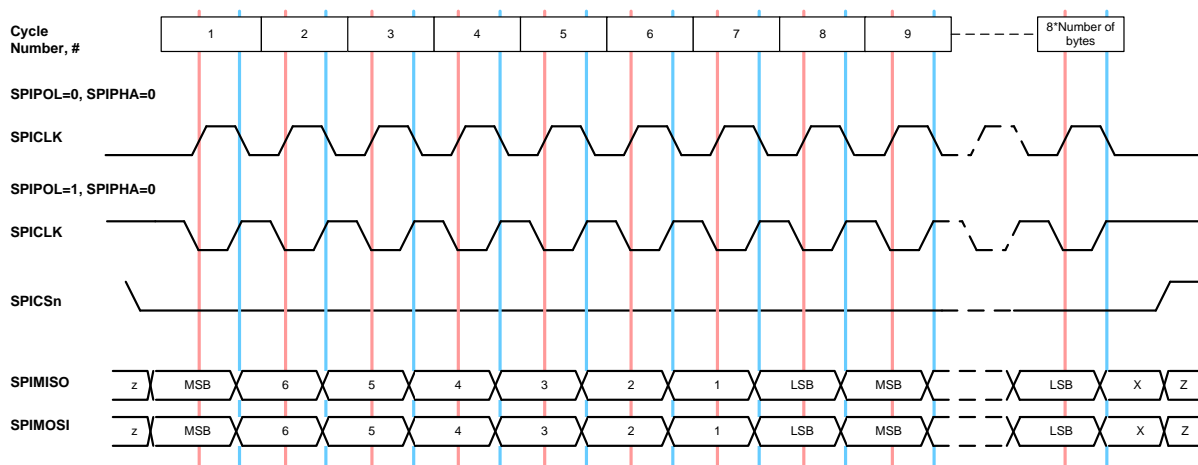 Cycle
Number, #
1 2 3 4 5 6 7 8 9
8*Number of
bytes
SPIPOL=0, SPIPHA=0
SPICLK
SPIPOL=1, SPIPHA=0
SPICLK
SPICSn
SPIMISO z MSB 6 5 4 3 2 1 LSB MSB LSB X Z
SPIMOSI z MSB 6 5 4 3 2 1 LSB MSB LSB X Z